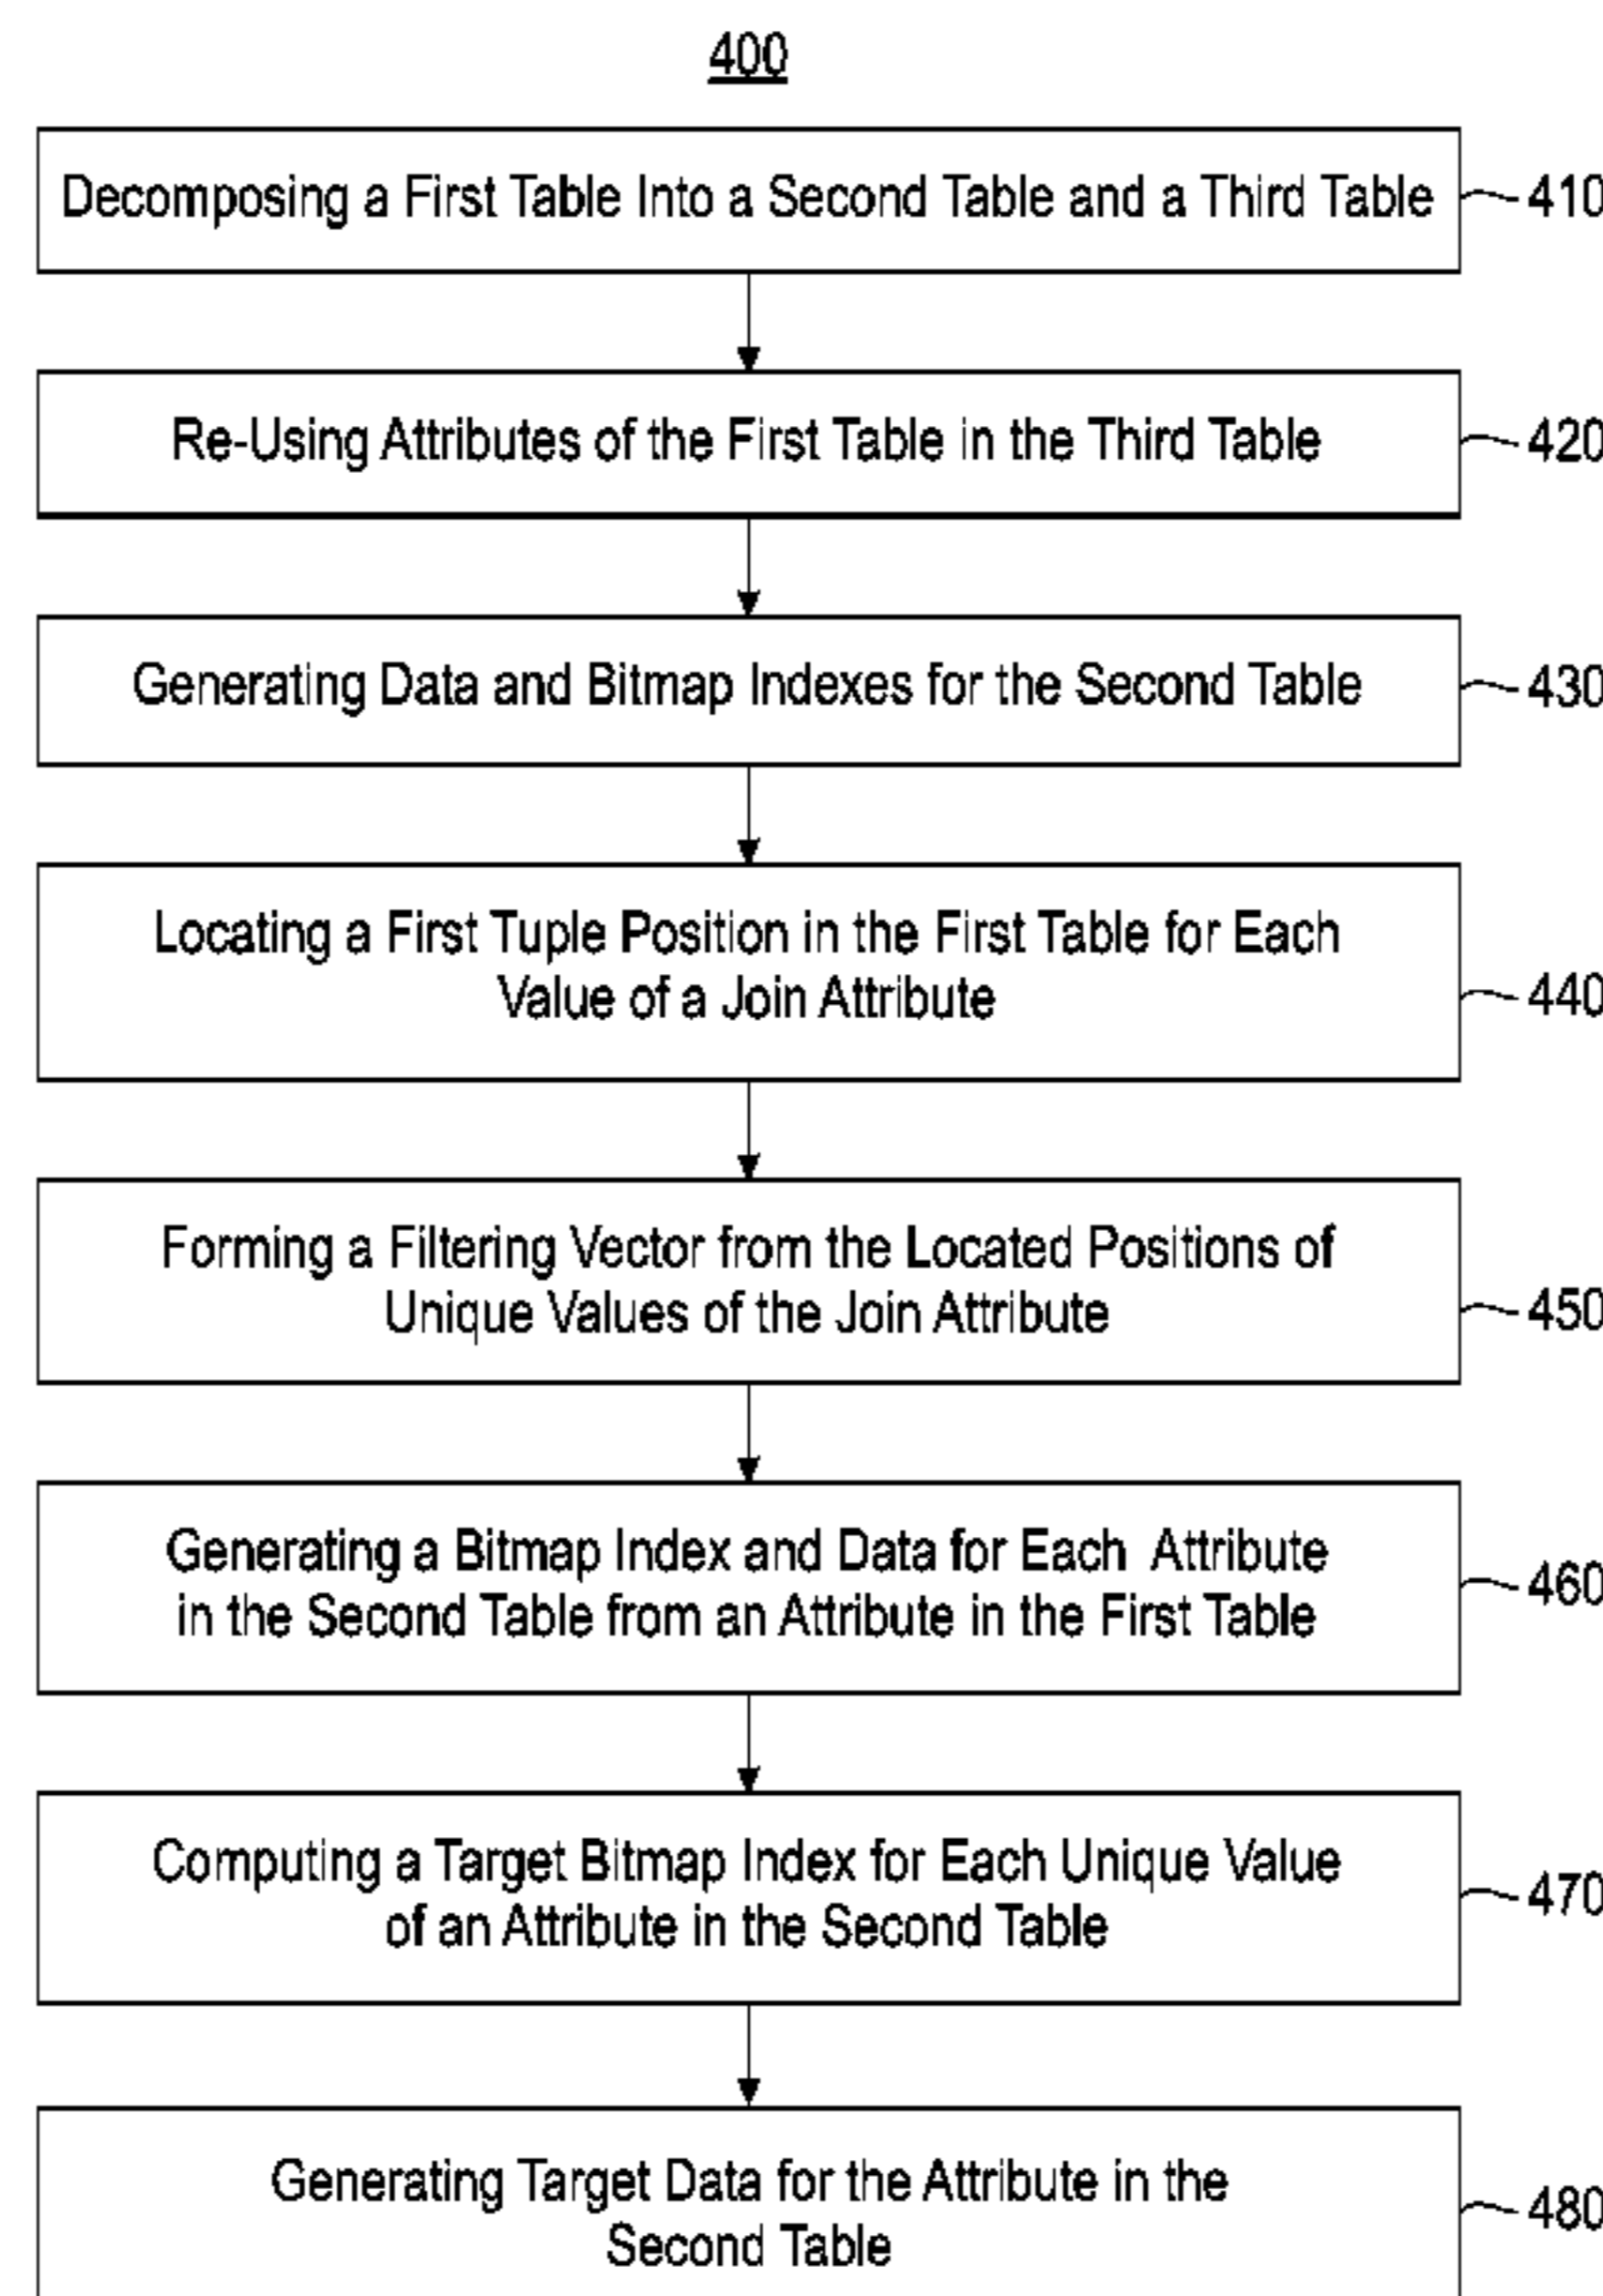 400
Decomposing a First Table Into a Second Table and a Third Table
410
Re-Using Attributes of the First Table in the Third Table
420
Generating Data and Bitmap Indexes for the Second Table
430
Locating a First Tuple Position in the First Table for Each
Value of a Join Attribute
440
Forming a Filtering Vector from the Located Positions of
Unique Values of the Join Attribute
450
Generating a Bitmap Index and Data for Each Attribute
in the Second Table from an Attribute in the First Table
460
Computing a Target Bitmap Index for Each Unique Value
of an Attribute in the Second Table
470
Generating Target Data for the Attribute in the
Second Table
480